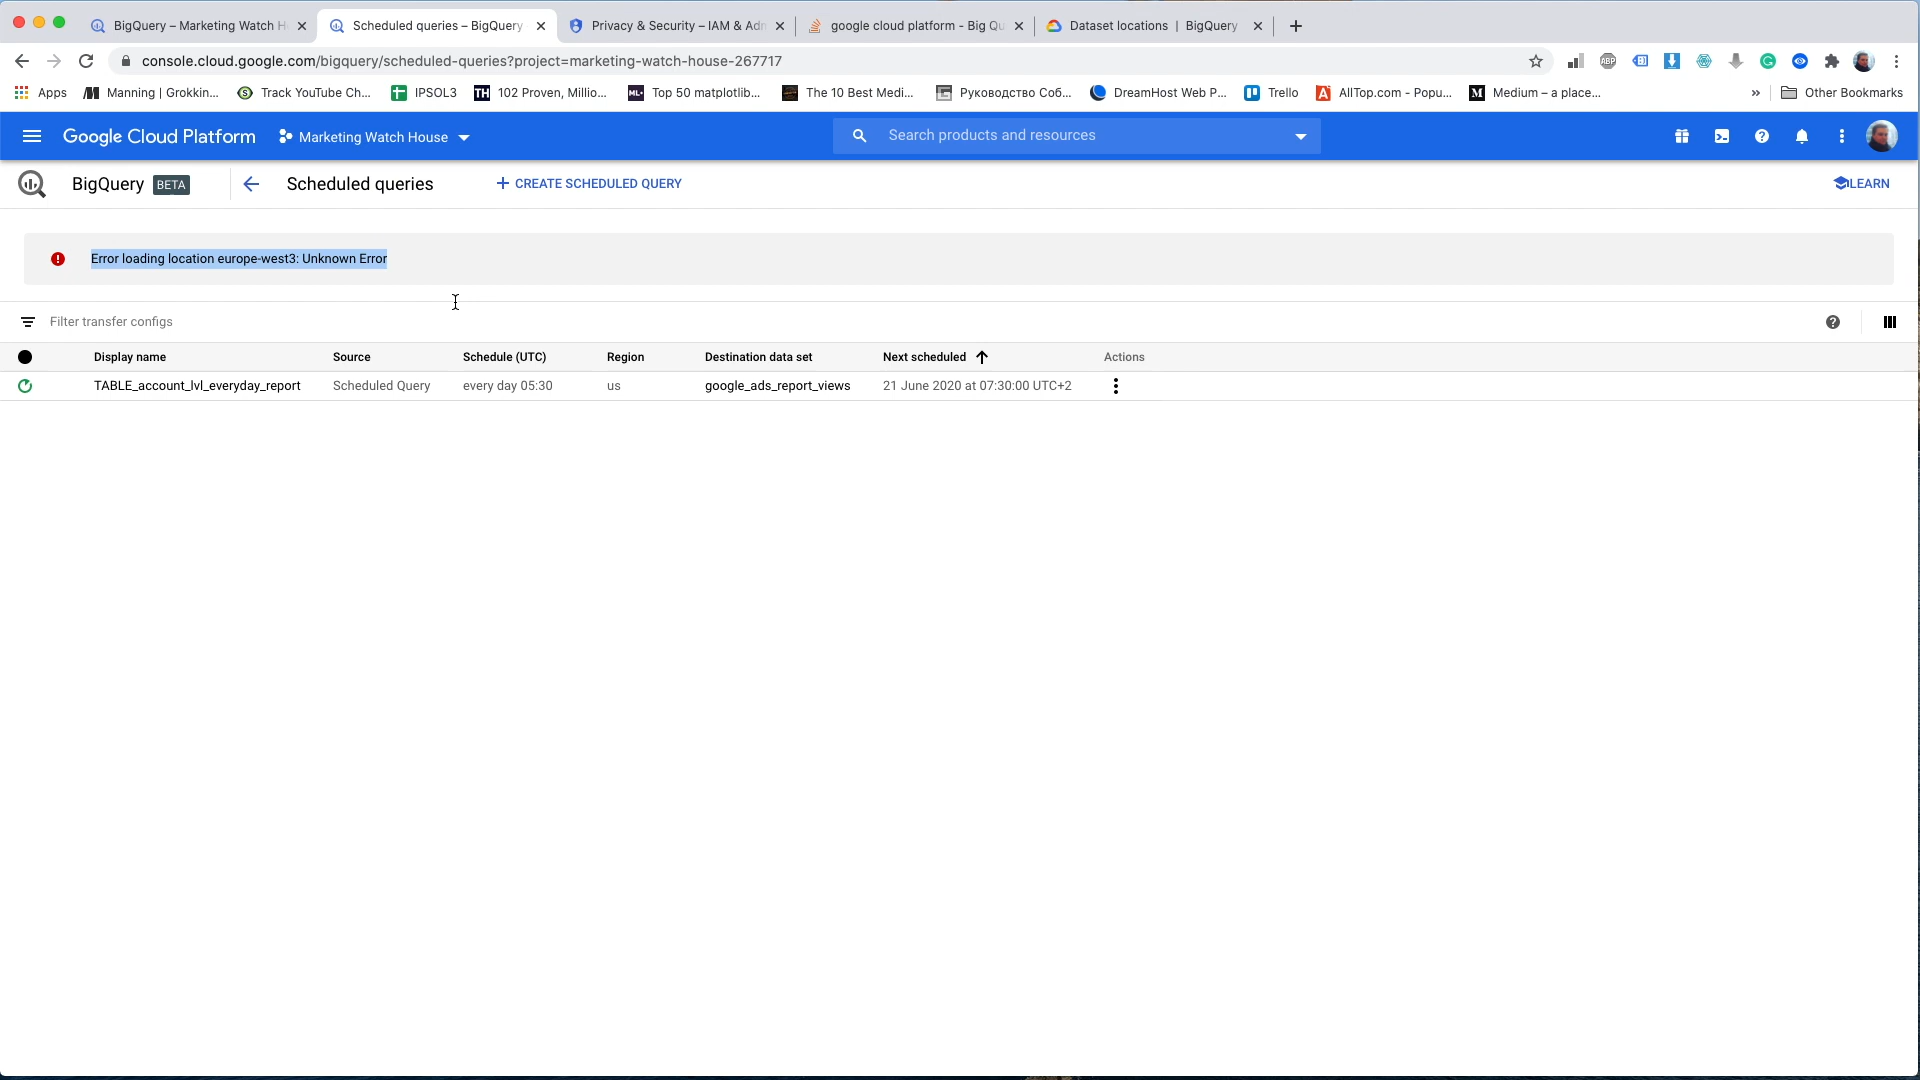 BigQuery – Marketing Watch H
Scheduled queries – BigQuery
Privacy & Security – IAM & Adn
google cloud platform - Big Qu
Dataset locations | BigQuery
console.cloud.google.com/bigquery/scheduled-queries?project=marketing-watch-house-267717
ABP
Apps
Manning | Grokkin...
Track YouTube Ch...
IPSOL3
TH 102 Proven, Millio...
ML• Top 50 matplotlib...
The 10 Best Medi...
Руководство Соб...
DreamHost Web P...
Trello
AllTop.com - Popu...
M Medium – a place...
»
Other Bookmarks
Google Cloud Platform
Marketing Watch House
Search products and resources
BigQuery BETA
Scheduled queries
+ CREATE SCHEDULED QUERY
LEARN
Error loading location europe-west3: Unknown Error
Filter transfer configs
Display name Source Schedule (UTC) Region Destination data set Next scheduled Actions
TABLE_account_lvl_everyday_report Scheduled Query every day 05:30 us google_ads_report_views 21 June 2020 at 07:30:00 UTC+2